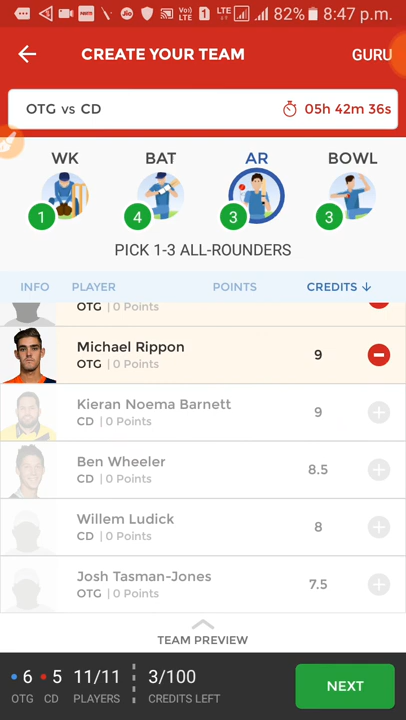 Vo)) LTE 1 LTE 82% 8:47 p.m.
CREATE YOUR TEAM GURU
OTG vs CD 05h 42m 36s
WK BAT AR BOWL
1 4 3 3
PICK 1-3 ALL-ROUNDERS
INFO PLAYER POINTS CREDITS ↓
OTG | 0 Points
Michael Rippon 9
OTG | 0 Points
Kieran Noema Barnett 9
CD | 0 Points
Ben Wheeler 8.5
CD | 0 Points
Willem Ludick 8
CD | 0 Points
Josh Tasman-Jones 7.5
OTG | 0 Points
TEAM PREVIEW
6 5 11/11 3/100 NEXT
OTG CD PLAYERS CREDITS LEFT